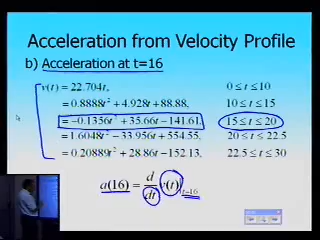 Acceleration from Velocity Profile
b) Acceleration at t=16
v(t) = 22.704t, 0 ≤ t ≤ 10
= 0.8888t² + 4.928t + 88.88, 10 ≤ t ≤ 15
= −0.1356t² + 35.66t − 141.61, 15 ≤ t ≤ 20
= 1.6048t² − 33.956t + 554.55, 20 ≤ t ≤ 22.5
= 0.20889t² + 28.86t − 152.13, 22.5 ≤ t ≤ 30
a(16) = d/dt v(t)|t=16